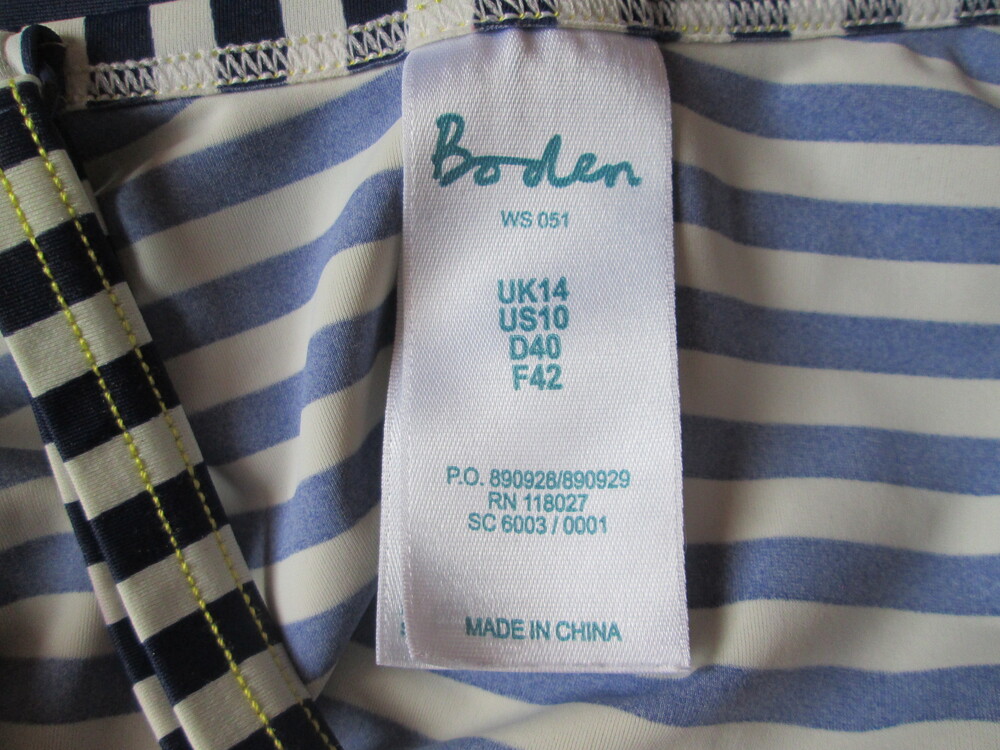 Boden
WS 051
UK14
US10
D40
F42
P.O. 890928/890929
RN 118027
SC 6003 / 0001
MADE IN CHINA